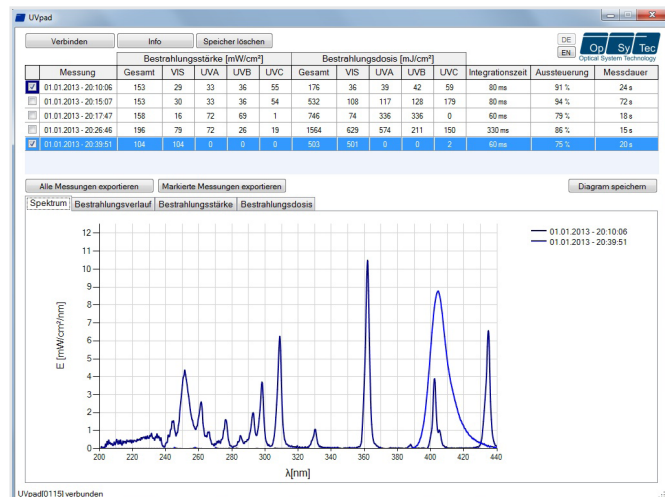 UVpad
Verbinden Info Speicher löschen DE
EN
Op Sy Tec
Optical System Technology
Bestrahlungsstärke [mW/cm²] Bestrahlungsdosis [mJ/cm²]
Messung Gesamt VIS UVA UVB UVC Gesamt VIS UVA UVB UVC Integrationszeit Aussteuerung Messdauer
01.01.2013 - 20:10:06 153 29 33 36 55 176 36 39 42 59 80 ms 91 % 24 s
01.01.2013 - 20:15:07 153 30 33 36 54 532 108 117 128 179 80 ms 94 % 72 s
01.01.2013 - 20:17:47 158 16 72 69 1 746 74 336 336 0 60 ms 79 % 18 s
01.01.2013 - 20:26:46 196 79 72 26 19 1564 629 574 211 150 330 ms 86 % 15 s
01.01.2013 - 20:39:51 104 104 0 0 0 503 501 0 0 2 60 ms 75 % 20 s
Alle Messungen exportieren Markierte Messungen exportieren Diagram speichern
Spektrum Bestrahlungsverlauf Bestrahlungsstärke Bestrahlungsdosis
01.01.2013 - 20:10:06
01.01.2013 - 20:39:51
E [mW/cm²/nm]
12
11
10
9
8
7
6
5
4
3
2
1
0
200 220 240 260 280 300 320 340 360 380 400 420 440
λ[nm]
UVpad[0115] verbunden